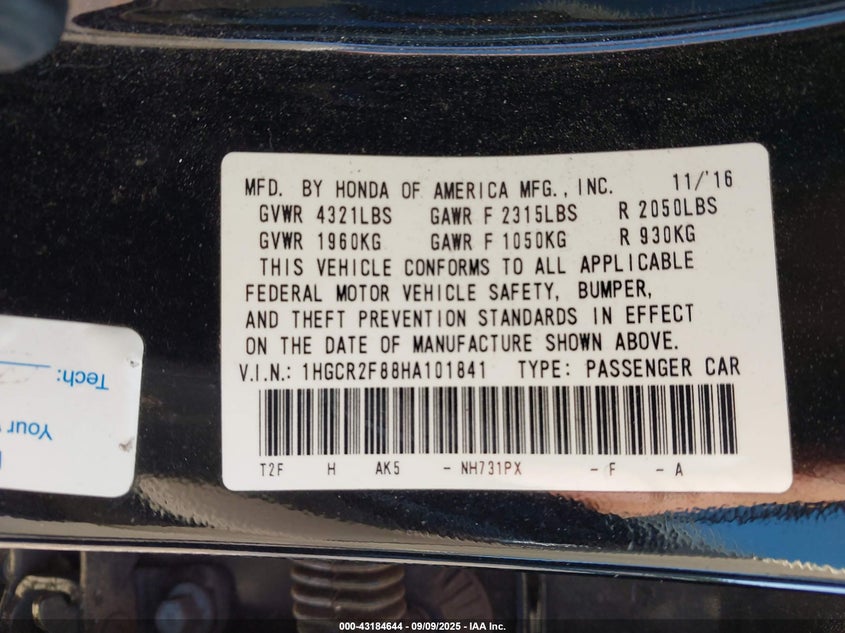 MFD. BY HONDA OF AMERICA MFG., INC. 11/'16
GVWR 4321LBS GAWR F 2315LBS R 2050LBS
GVWR 1960KG GAWR F 1050KG R 930KG
THIS VEHICLE CONFORMS TO ALL APPLICABLE
FEDERAL MOTOR VEHICLE SAFETY, BUMPER,
AND THEFT PREVENTION STANDARDS IN EFFECT
ON THE DATE OF MANUFACTURE SHOWN ABOVE.
V.I.N.: 1HGCR2F88HA101841 TYPE: PASSENGER CAR
T2F H AK5 - NH731PX - F - A
Tech:
Your
000-43184644 - 09/09/2025 - IAA Inc.